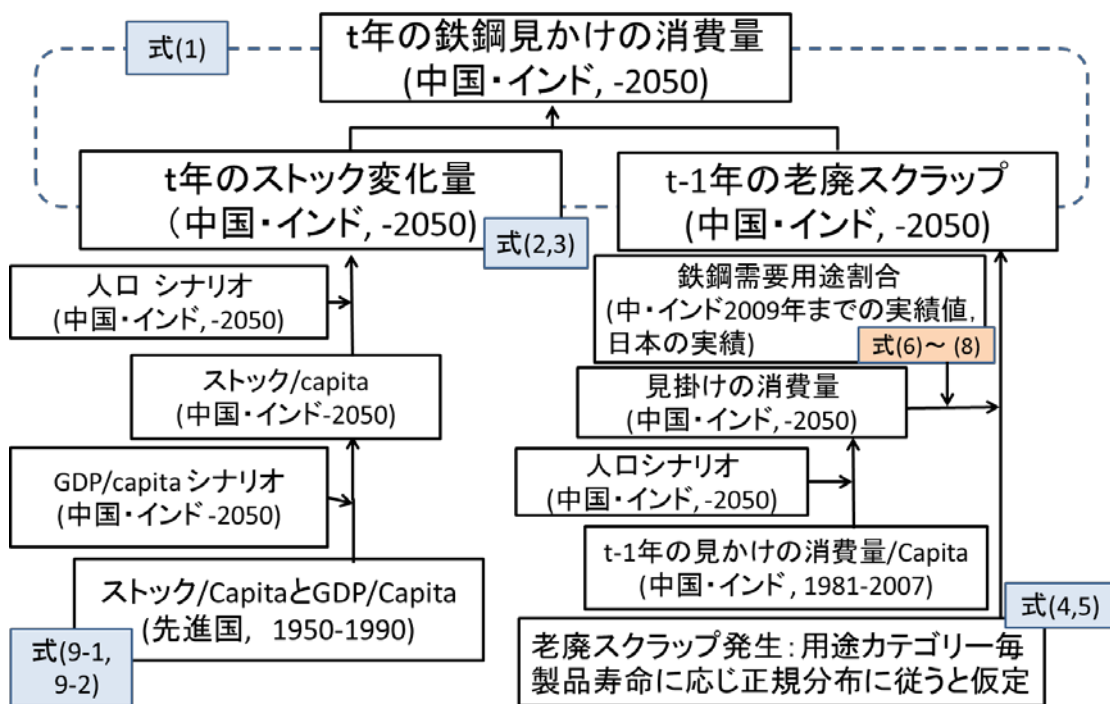 式(1)
t年の鉄鋼見かけの消費量
(中国・インド, -2050)
t年のストック変化量
(中国・インド, -2050)
式(2,3)
t-1年の老廃スクラップ
(中国・インド, -2050)
人口 シナリオ
(中国・インド, -2050)
ストック/capita
(中国・インド-2050)
GDP/capita シナリオ
(中国・インド -2050)
ストック/CapitaとGDP/Capita
(先進国, 1950-1990)
式(9-1,
9-2)
鉄鋼需要用途割合
(中・インド2009年までの実績値,
日本の実績)
式(6)~ (8)
見掛けの消費量
(中国・インド, -2050)
人口シナリオ
(中国・インド, -2050)
t-1年の見かけの消費量/Capita
(中国・インド, 1981-2007)
式(4,5)
老廃スクラップ発生:用途カテゴリー毎
製品寿命に応じ正規分布に従うと仮定